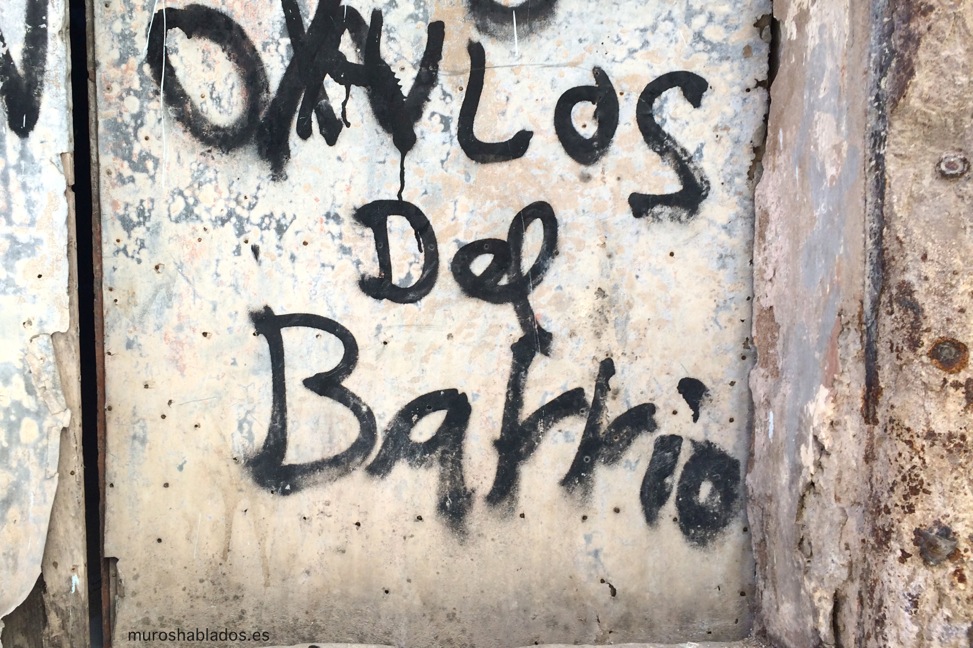 Los
Del
Barrio
muroshablados.es